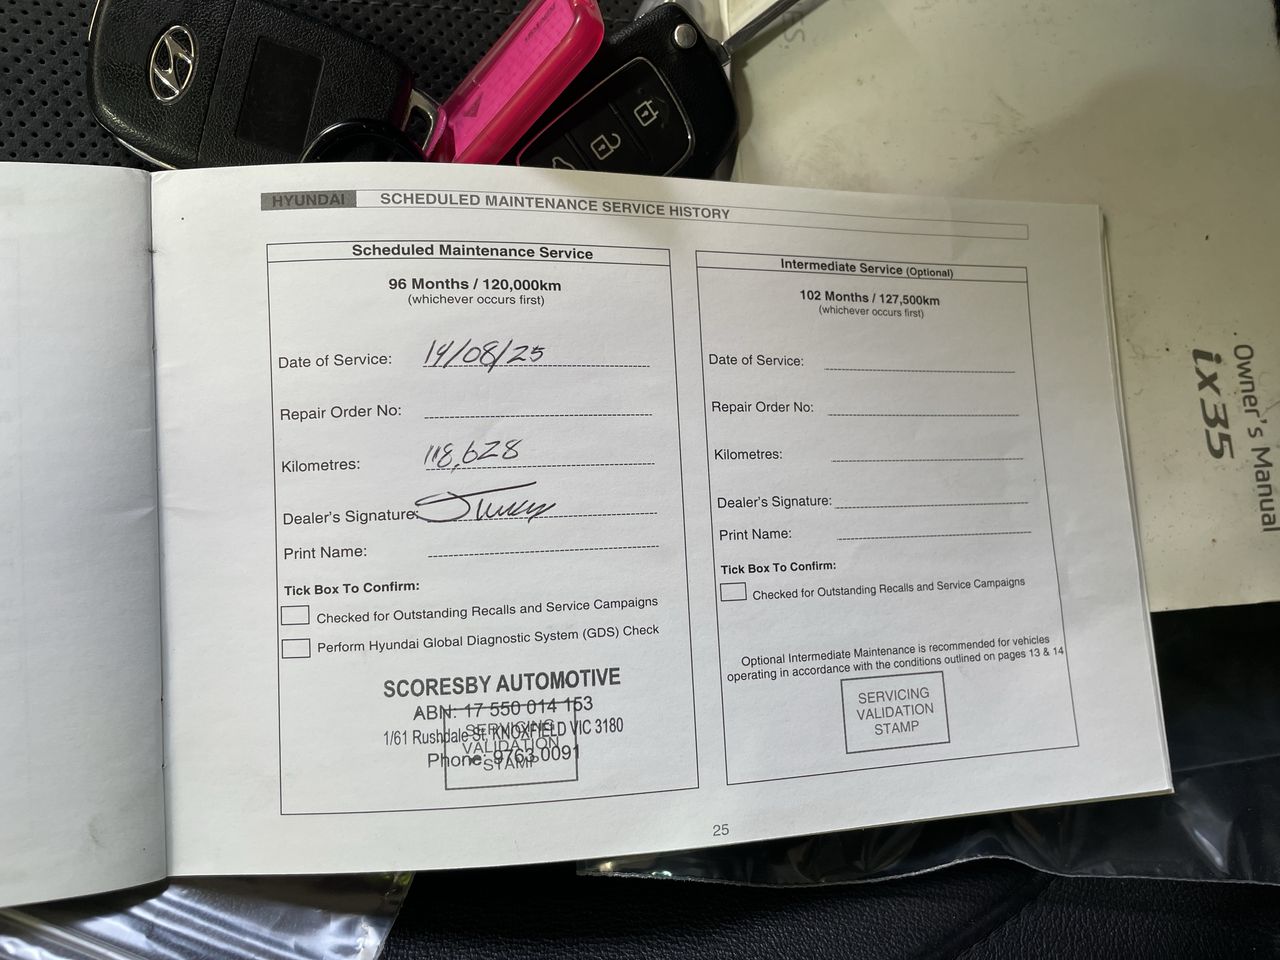 HYUNDAI SCHEDULED MAINTENANCE SERVICE HISTORY
Scheduled Maintenance Service
96 Months / 120,000km
(whichever occurs first)
Date of Service: 19/08/25
Repair Order No:
Kilometres: 118,628
Dealer's Signature:
Print Name:
Tick Box To Confirm:
Checked for Outstanding Recalls and Service Campaigns
Perform Hyundai Global Diagnostic System (GDS) Check
SCORESBY AUTOMOTIVE
ABN: 17 550 014 153
1/61 Rushdale St, KNOXFIELD VIC 3180
Phone: 9763 0091
SERVICING
VALIDATION
STAMP
Intermediate Service (Optional)
102 Months / 127,500km
(whichever occurs first)
Date of Service:
Repair Order No:
Kilometres:
Dealer's Signature:
Print Name:
Tick Box To Confirm:
Checked for Outstanding Recalls and Service Campaigns
Optional Intermediate Maintenance is recommended for vehicles
operating in accordance with the conditions outlined on pages 13 & 14
SERVICING
VALIDATION
STAMP
25
Owner's Manual
ix35